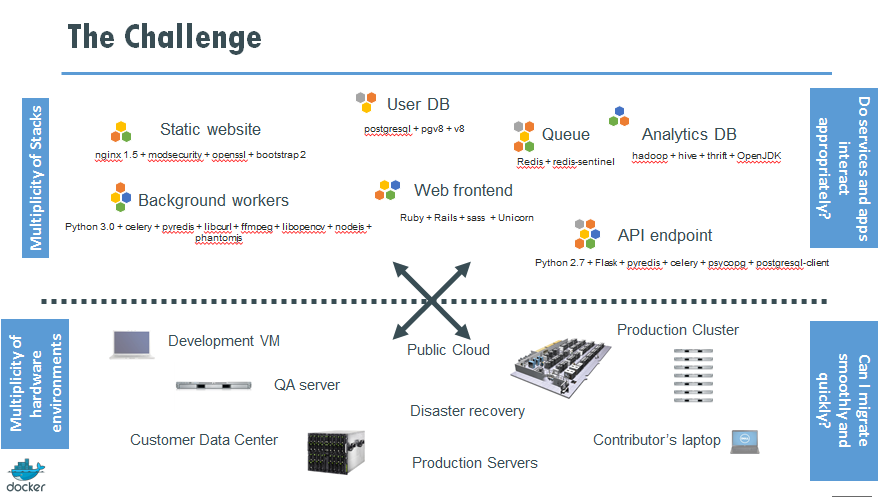 The Challenge
Multiplicity of Stacks
Do services and apps
interact
appropriately?
User DB
postgresql + pgv8 + v8
Static website
nginx 1.5 + modsecurity + openssl + bootstrap 2
Queue
Redis + redis-sentinel
Analytics DB
hadoop + hive + thrift + OpenJDK
Background workers
Python 3.0 + celery + pyredis + libcurl + ffmpeg + libopencv + nodejs +
phantomjs
Web frontend
Ruby + Rails + sass + Unicorn
API endpoint
Python 2.7 + Flask + pyredis + celery + psycopg + postgresql-client
Multiplicity of
hardware
environments
Can I migrate
smoothly and
quickly?
Development VM
Public Cloud
Production Cluster
QA server
Disaster recovery
Customer Data Center
Contributor’s laptop
Production Servers
DELL
docker